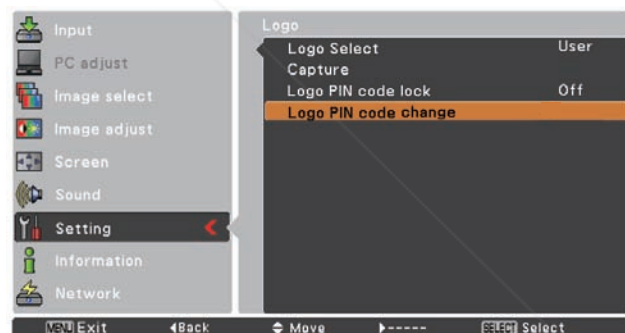 Input
PC adjust
Image select
Image adjust
Screen
Sound
Setting
Information
Network
Logo
Logo Select User
Capture
Logo PIN code lock Off
Logo PIN code change
MENU Exit ◀Back ◆ Move ▶----- SELECT Select